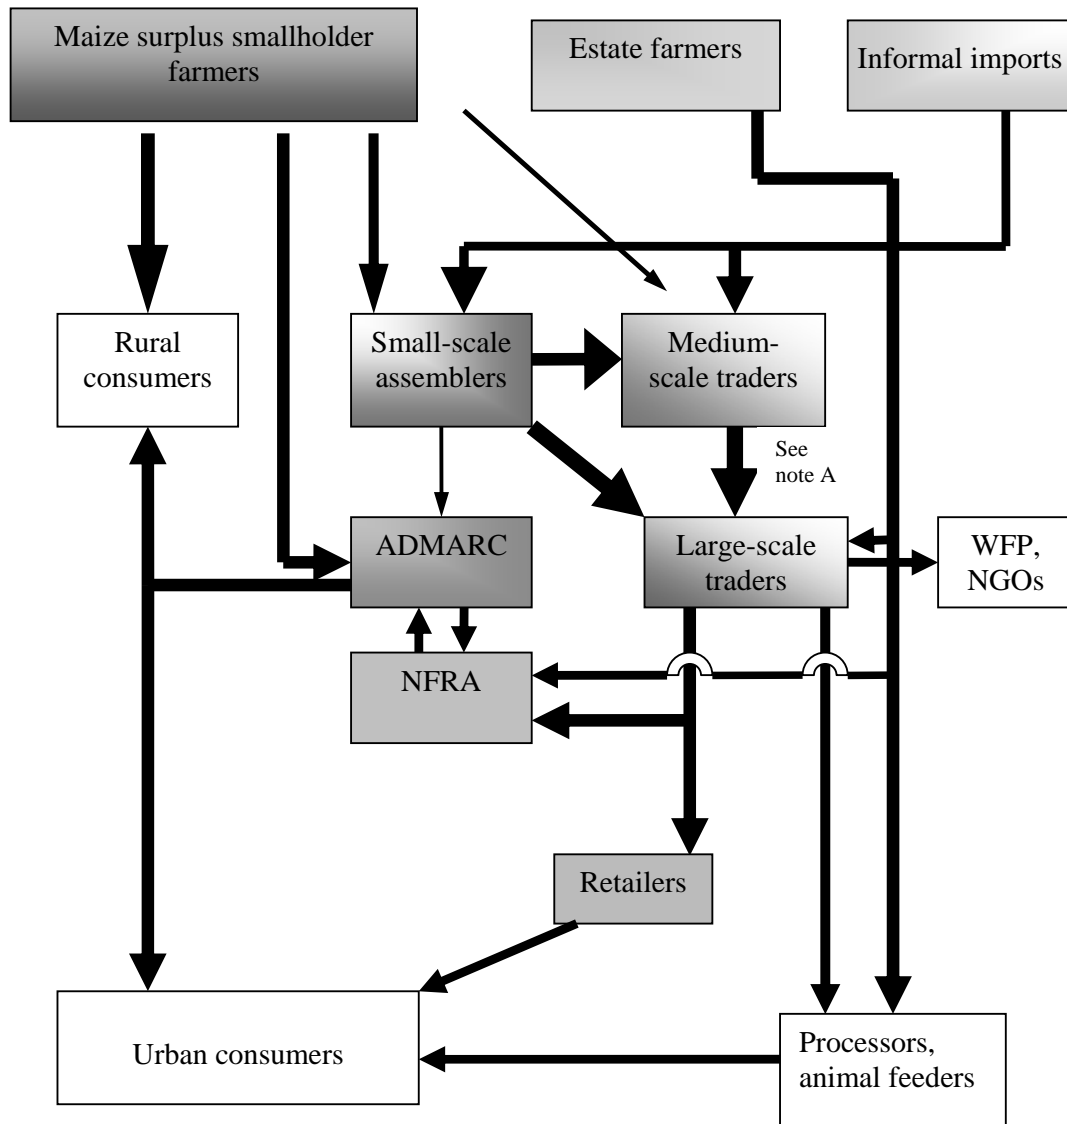 Maize surplus smallholder
farmers
Estate farmers
Informal imports
Rural
consumers
Small-scale
assemblers
Medium-
scale traders
See
note A
ADMARC
Large-scale
traders
WFP,
NGOs
NFRA
Retailers
Urban consumers
Processors,
animal feeders